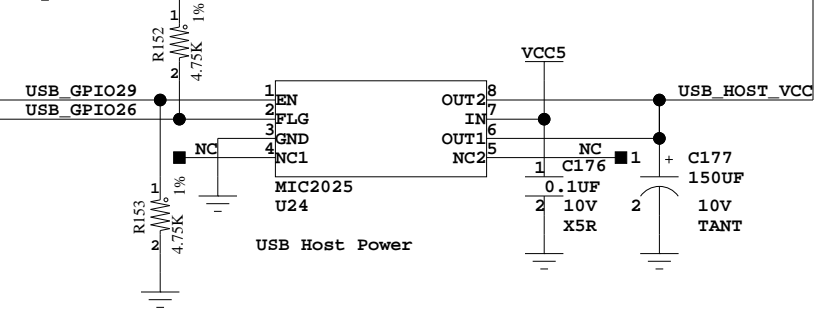 1
1%
R152
4.75K
2
VCC5
USB_GPIO29
1
EN
OUT2
8
USB_HOST_VCC
USB_GPIO26
2
FLG
IN
7
3
GND
OUT1
6
NC
4
NC1
NC2
5
NC
1
MIC2025
U24
1
C176
0.1UF
2
10V
X5R
+
C177
150UF
2
10V
TANT
1
1%
R153
4.75K
2
USB Host Power